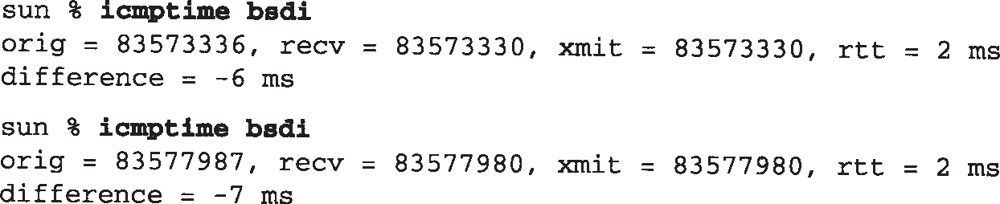 sun % icmptime bsdi
orig = 83573336, recv = 83573330, xmit = 83573330, rtt = 2 ms
difference = -6 ms
sun % icmptime bsdi
orig = 83577987, recv = 83577980, xmit = 83577980, rtt = 2 ms
difference = -7 ms